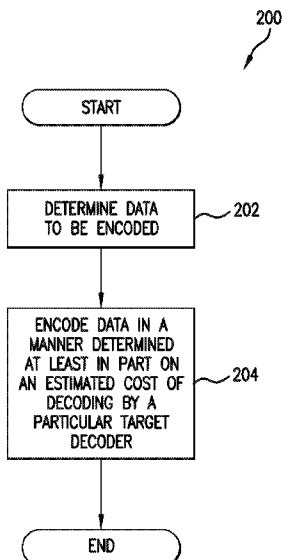 200
START
DETERMINE DATA
TO BE ENCODED
202
ENCODE DATA IN A
MANNER DETERMINED
AT LEAST IN PART ON
AN ESTIMATED COST OF
DECODING BY A
PARTICULAR TARGET
DECODER
204
END